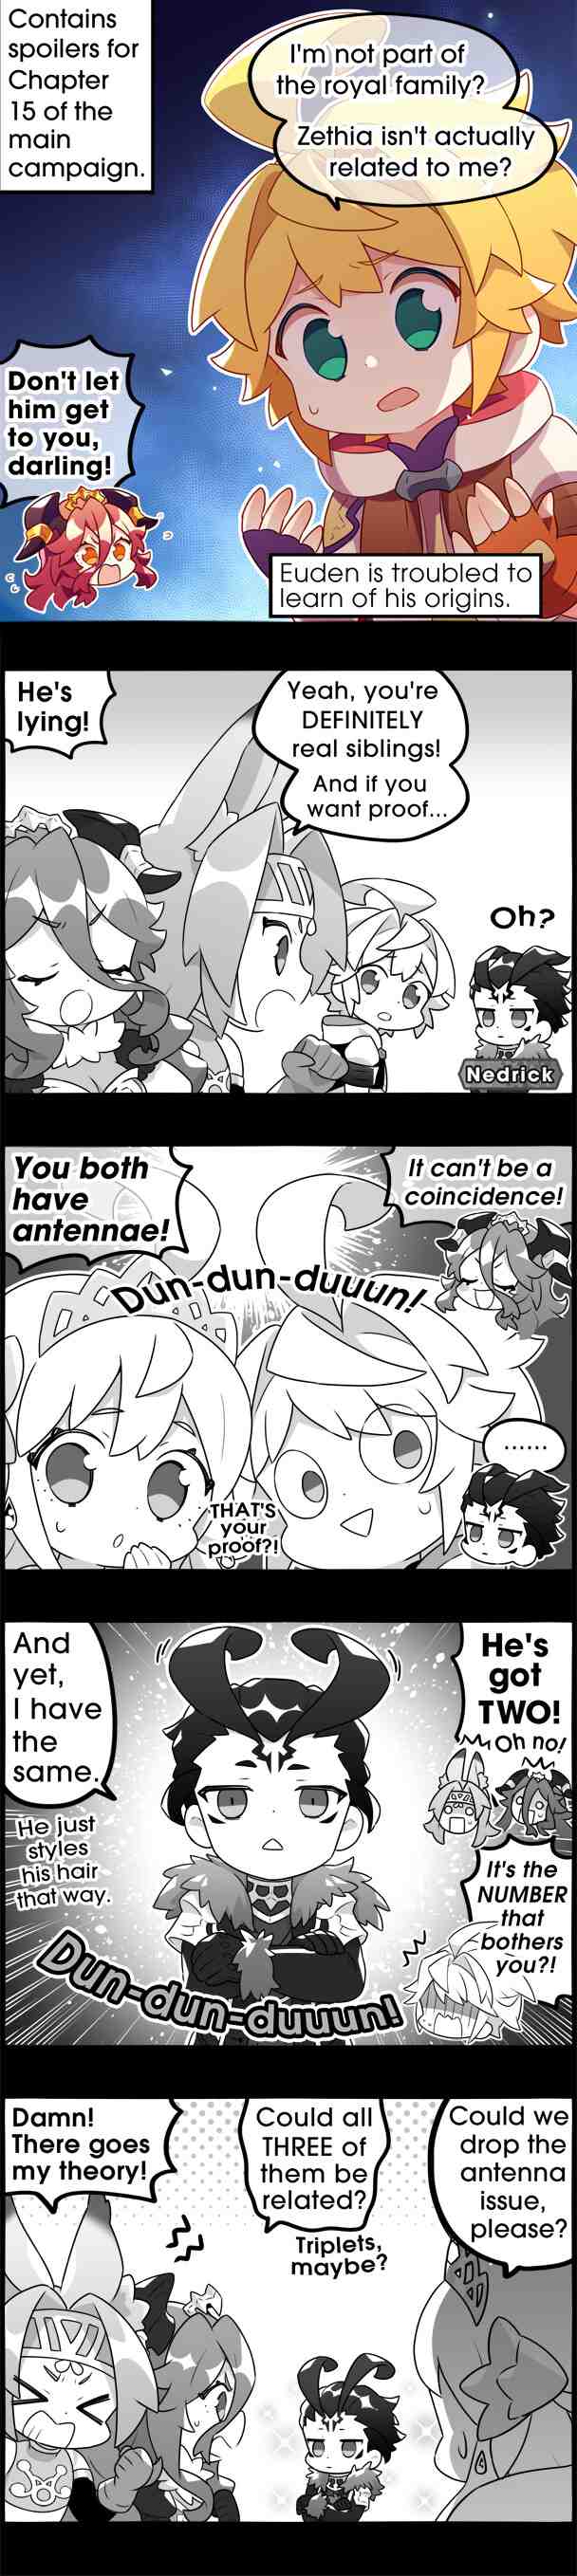 Contains
spoilers for
Chapter
15 of the
main
campaign.
I'm not part of
the royal family?
Zethia isn't actually
related to me?
Don't let
him get
to you,
darling!
Euden is troubled to
learn of his origins.
He's
lying!
Yeah, you're
DEFINITELY
real siblings!
And if you
want proof...
Oh?
Nedrick
You both
have
antennae!
It can't be a
coincidence!
Dun-dun-duuun!
......
THAT'S
your
proof?!
And
yet,
I have
the
same.
He's
got
TWO!
Oh no!
He just
styles
his hair
that way.
It's the
NUMBER
that
bothers
you?!
Dun-dun-duuun!
Damn!
There goes
my theory!
Could all
THREE of
them be
related?
Triplets,
maybe?
Could we
drop the
antenna
issue,
please?